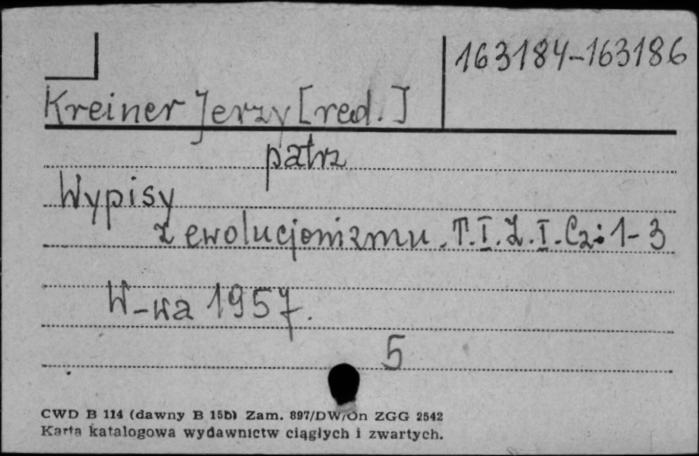 163184-163186
Kreiner Jerzy [red.]
patrz
Wypisy
z ewolucjonizmu. T.I.Z.I.Cz: 1-3
W-wa 1957.
5
CWD B 114 (dawny B 15b) Zam. 897/DW/On ZGG 2542
Karta katalogowa wydawnictw ciągłych i zwartych.